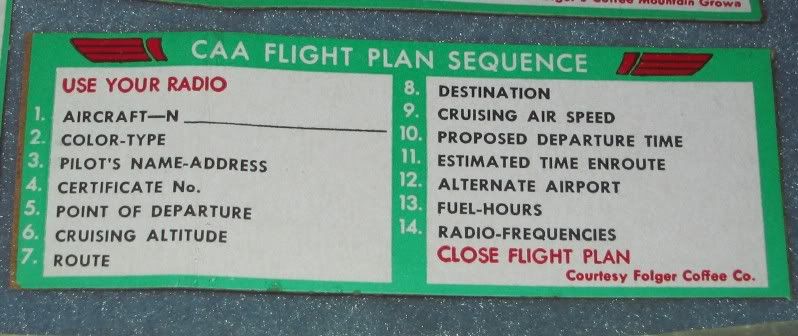 Coffee Mountain Grown
CAA FLIGHT PLAN SEQUENCE
USE YOUR RADIO
1. AIRCRAFT—N
2. COLOR-TYPE
3. PILOT'S NAME-ADDRESS
4. CERTIFICATE No.
5. POINT OF DEPARTURE
6. CRUISING ALTITUDE
7. ROUTE
8. DESTINATION
9. CRUISING AIR SPEED
10. PROPOSED DEPARTURE TIME
11. ESTIMATED TIME ENROUTE
12. ALTERNATE AIRPORT
13. FUEL-HOURS
14. RADIO-FREQUENCIES
CLOSE FLIGHT PLAN
Courtesy Folger Coffee Co.